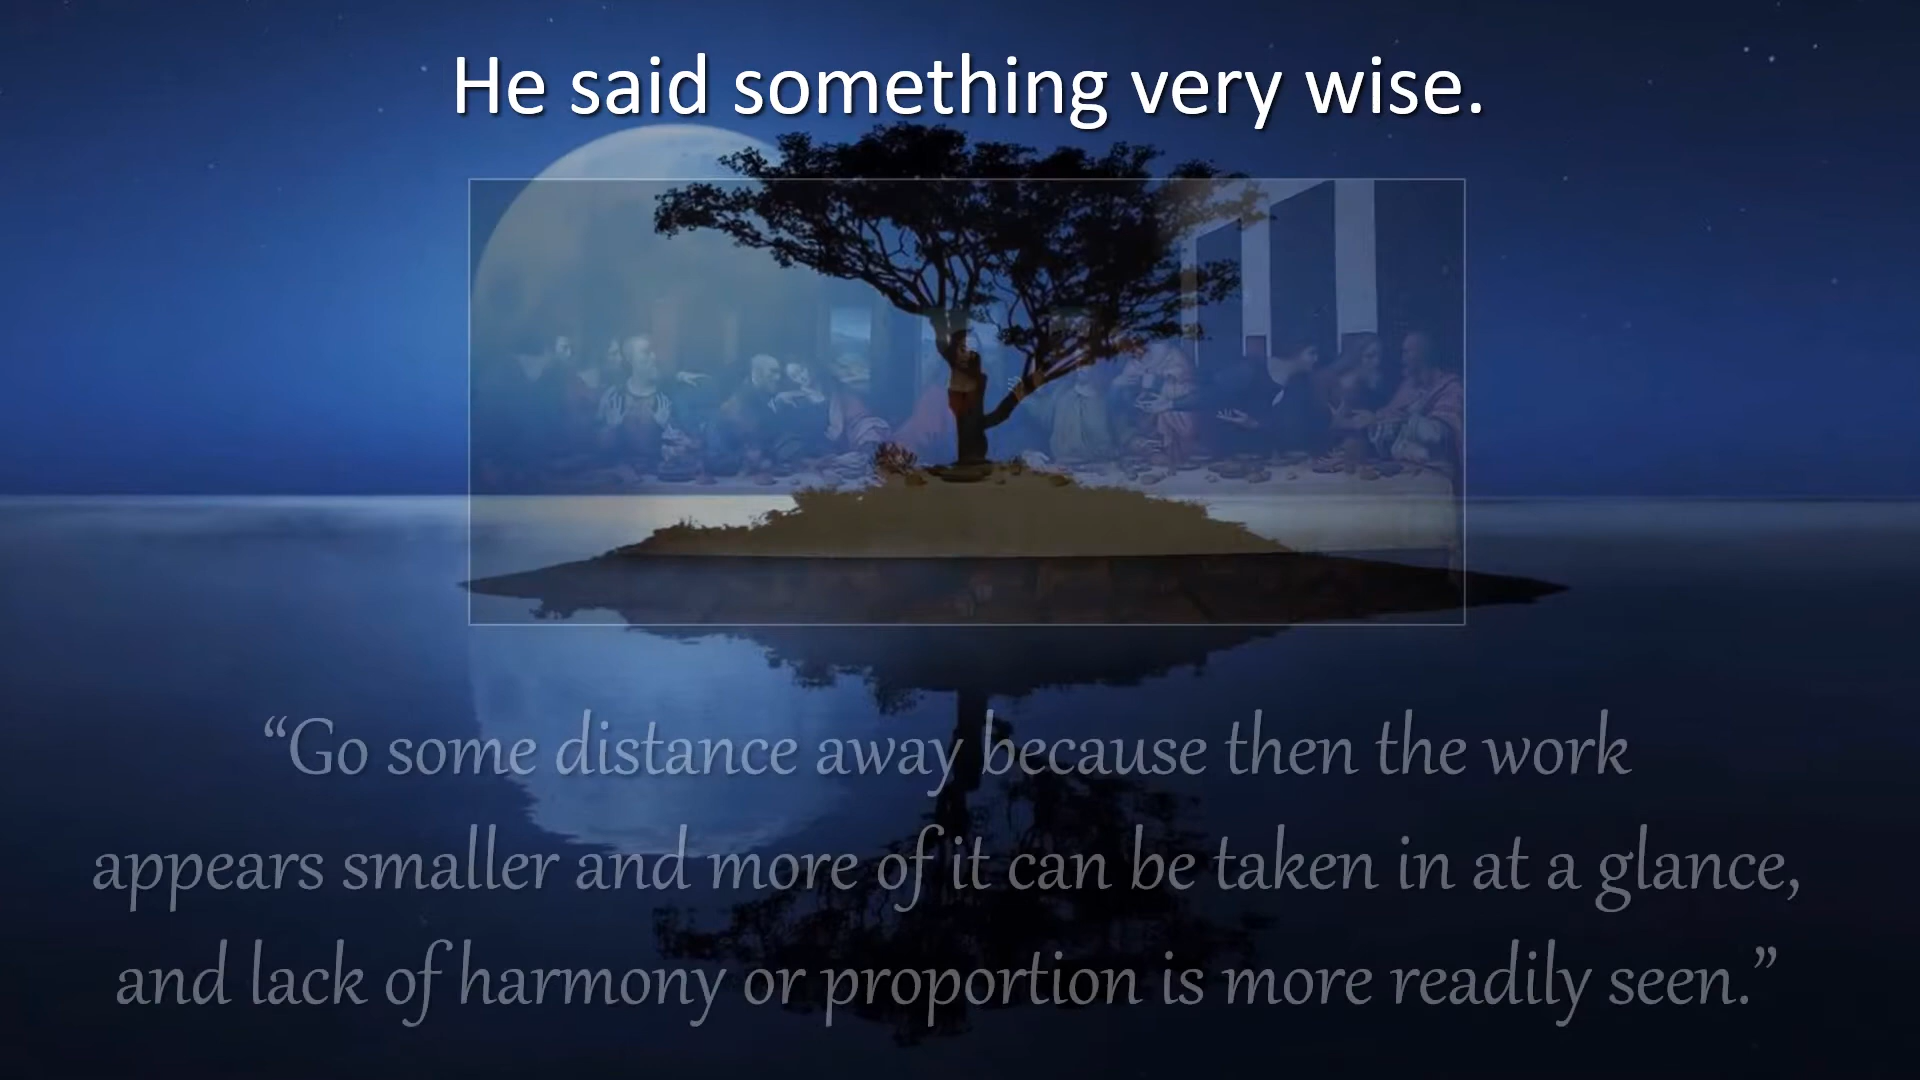 He said something very wise.
“Go some distance away because then the work
appears smaller and more of it can be taken in at a glance,
and lack of harmony or proportion is more readily seen.”